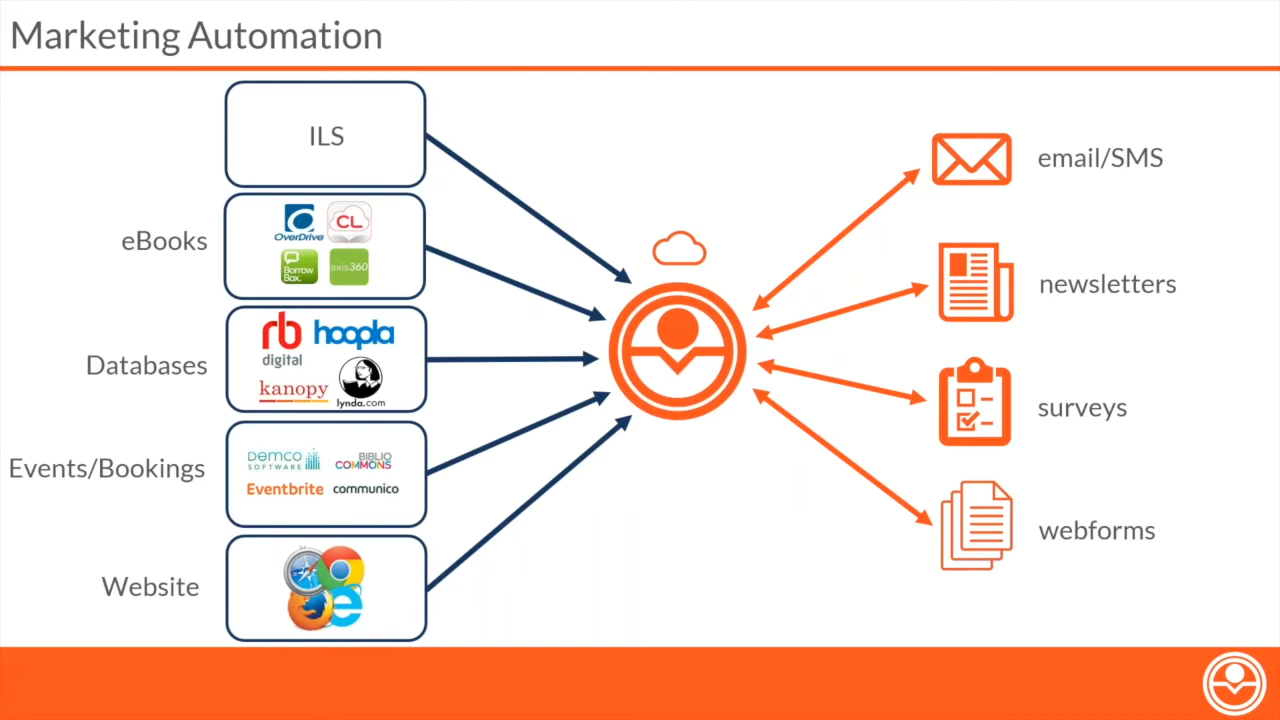 Marketing Automation
ILS
eBooks
OverDrive
CL
Borrow
Box.
axis360
Databases
rb
digital
hoopla
kanopy
lynda.com
Events/Bookings
Demco
SOFTWARE
BIBLIO
COMMONS
Eventbrite
communico
Website
email/SMS
newsletters
surveys
webforms